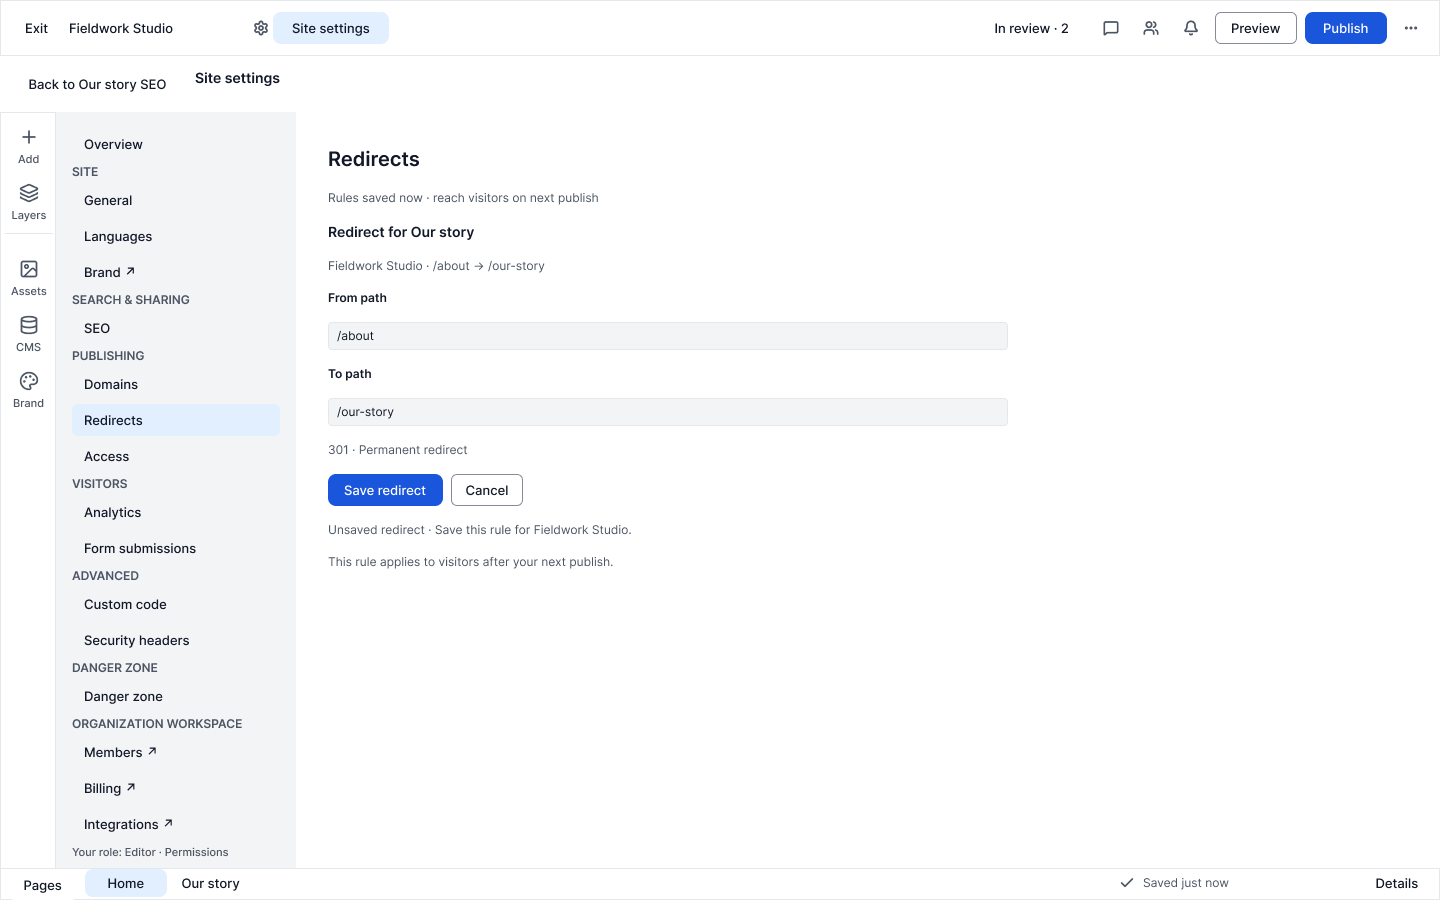 Exit
Fieldwork Studio
Site settings
In review · 2
Preview
Publish
Back to Our story SEO
Site settings
Add
Layers
Assets
CMS
Brand
Overview
SITE
General
Languages
Brand ↗
SEARCH & SHARING
SEO
PUBLISHING
Domains
Redirects
Access
VISITORS
Analytics
Form submissions
ADVANCED
Custom code
Security headers
DANGER ZONE
Danger zone
ORGANIZATION WORKSPACE
Members ↗
Billing ↗
Integrations ↗
Your role: Editor · Permissions
Redirects
Rules saved now · reach visitors on next publish
Redirect for Our story
Fieldwork Studio · /about → /our-story
From path
/about
To path
/our-story
301 · Permanent redirect
Save redirect
Cancel
Unsaved redirect · Save this rule for Fieldwork Studio.
This rule applies to visitors after your next publish.
Pages
Home
Our story
Saved just now
Details